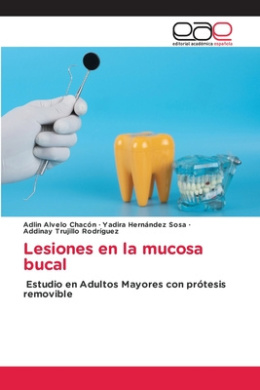 eae
editorial académica española
Adlin Alvelo Chacón · Yadira Hernández Sosa ·
Addinay Trujillo Rodríguez
Lesiones en la mucosa
bucal
Estudio en Adultos Mayores con prótesis
removible